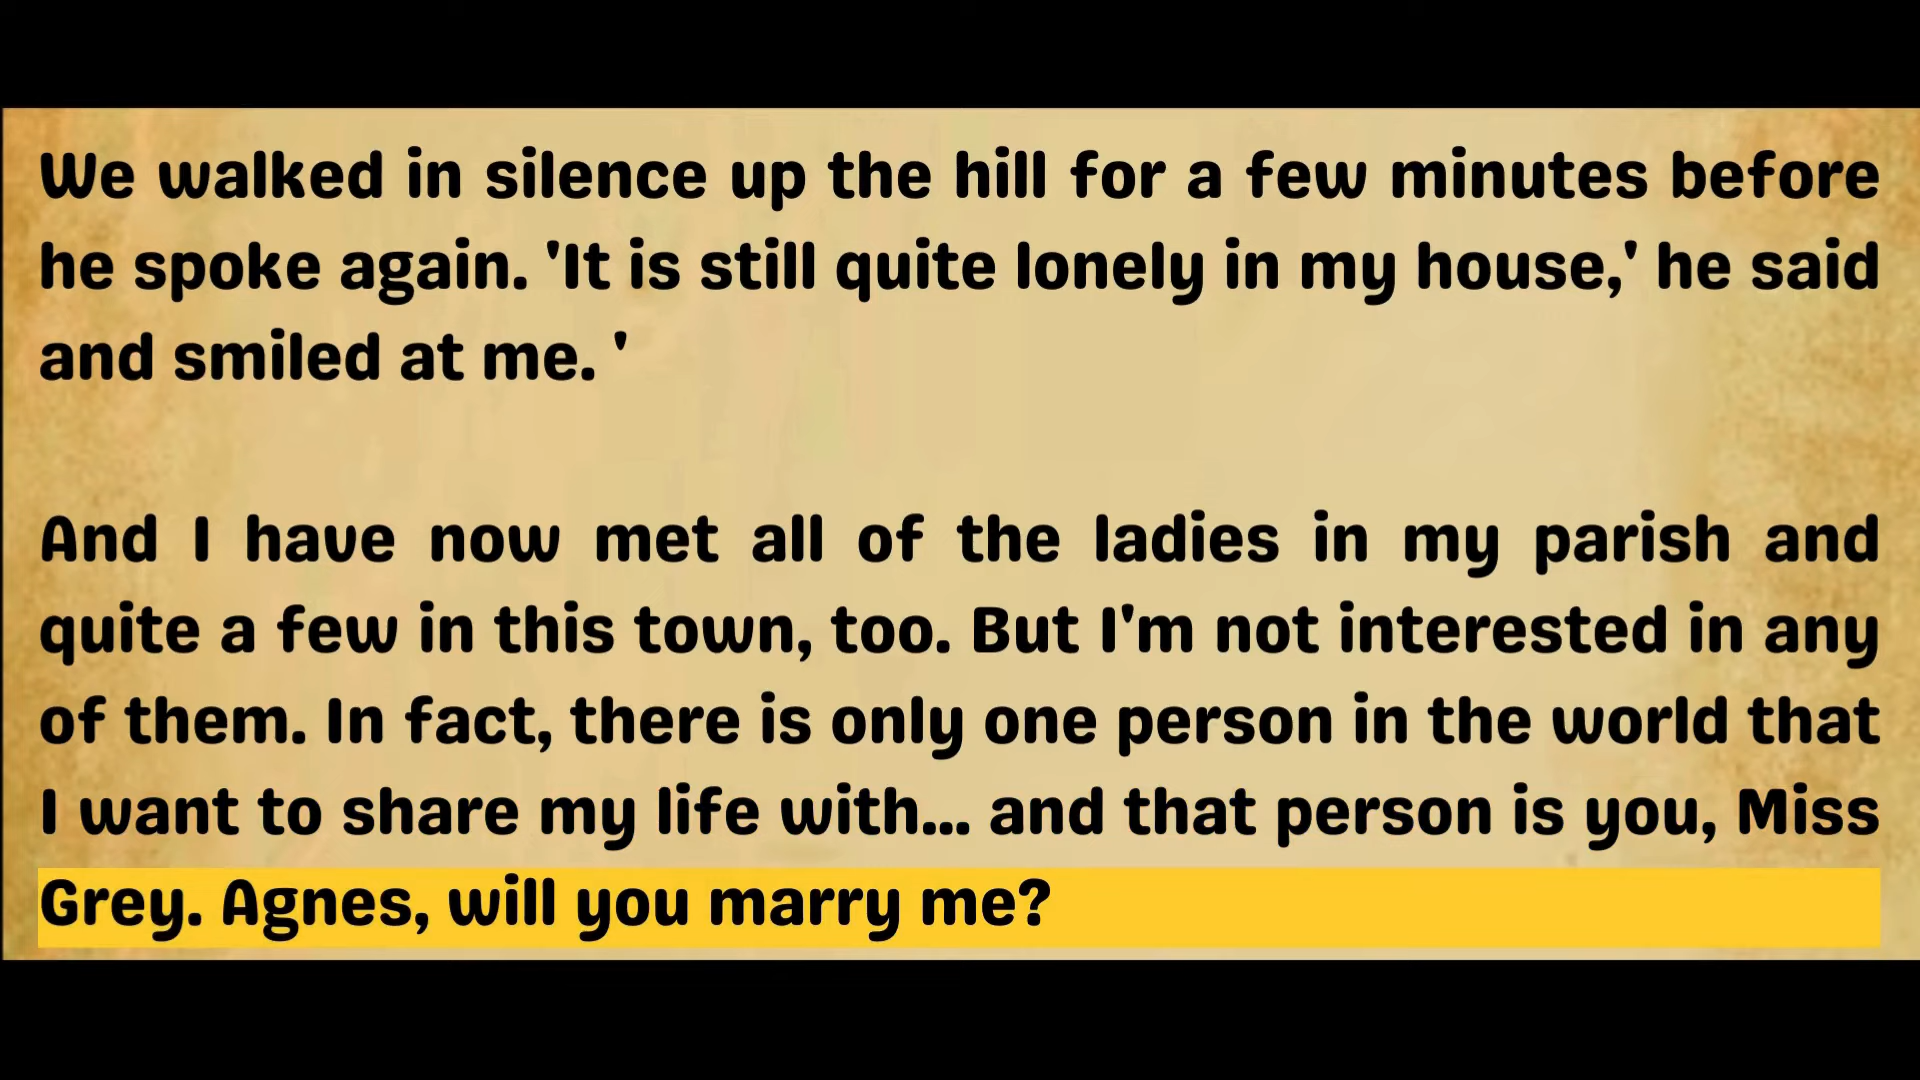 We walked in silence up the hill for a few minutes before
he spoke again. 'It is still quite lonely in my house,' he said
and smiled at me. '
And I have now met all of the ladies in my parish and
quite a few in this town, too. But I'm not interested in any
of them. In fact, there is only one person in the world that
I want to share my life with... and that person is you, Miss
Grey. Agnes, will you marry me?